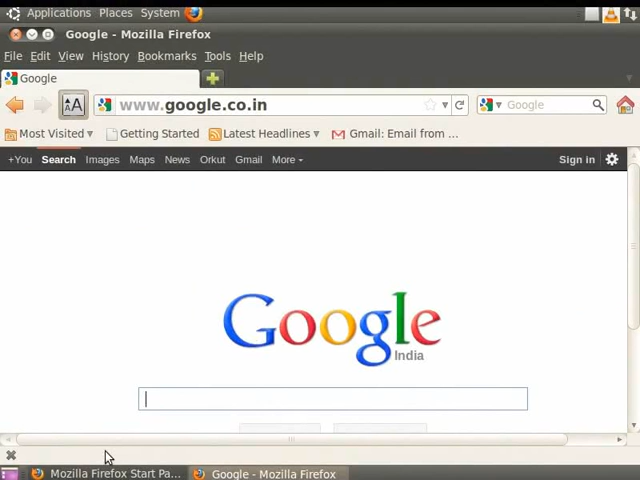 Applications Places System
Google - Mozilla Firefox
File Edit View History Bookmarks Tools Help
Google
www.google.co.in
Google
Most Visited Getting Started Latest Headlines Gmail: Email from ...
+You Search Images Maps News Orkut Gmail More Sign in
Google
India
Mozilla Firefox Start Pa... Google - Mozilla Firefox